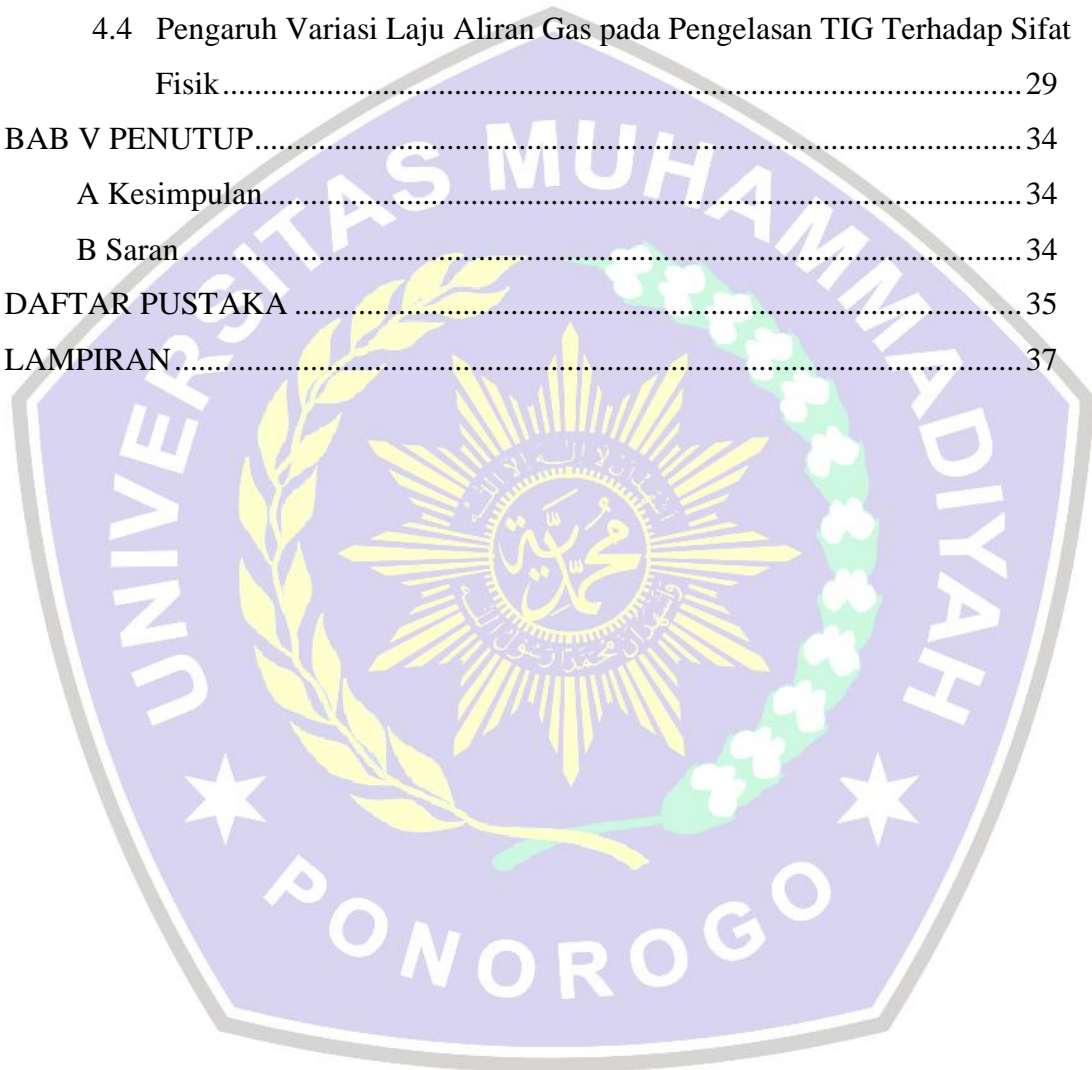 4.4 Pengaruh Variasi Laju Aliran Gas pada Pengelasan TIG Terhadap Sifat
Fisik........................................................................................................ 29
BAB V PENUTUP.................................................................................................... 34
A Kesimpulan................................................................................................... 34
B Saran............................................................................................................. 34
DAFTAR PUSTAKA ............................................................................................... 35
LAMPIRAN.............................................................................................................. 37
UNIVERSITAS MUHAMMADIYAH
PONOROGO